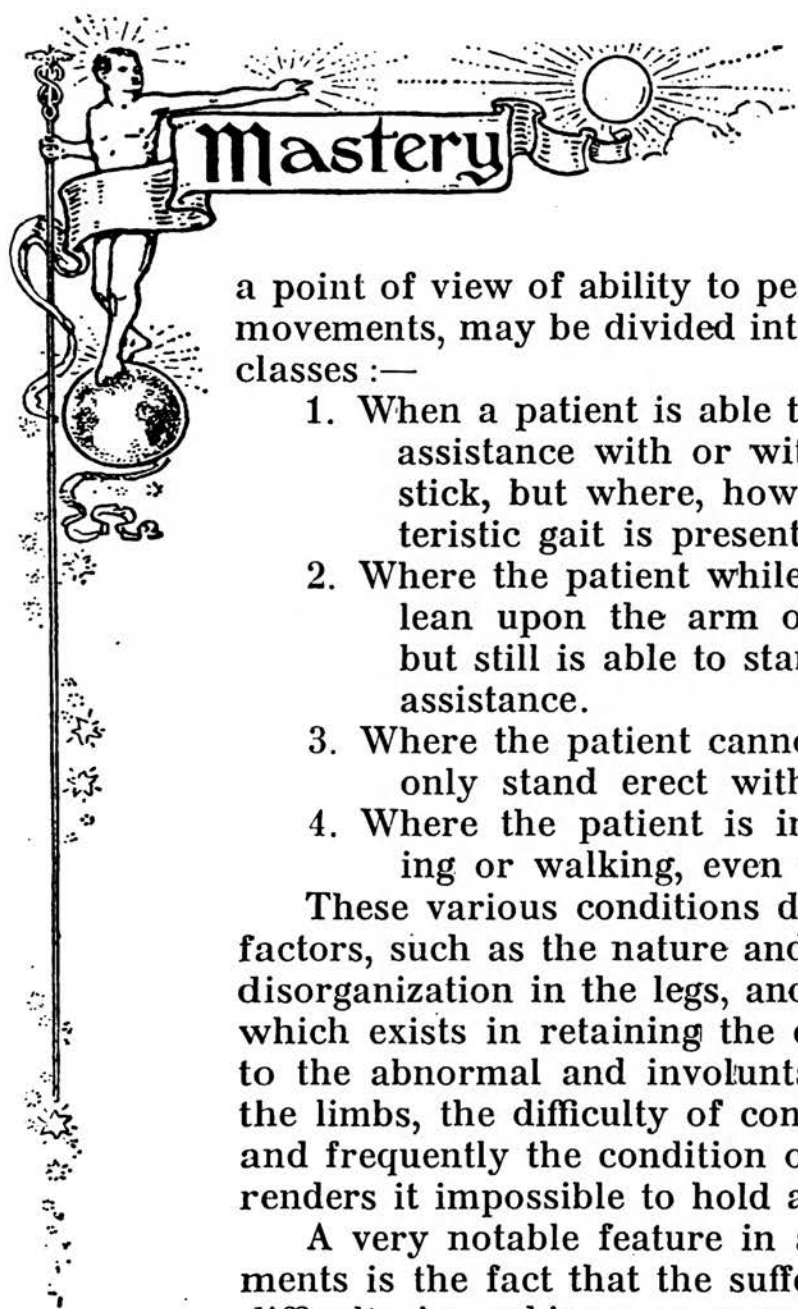 Mastery
a point of view of ability to pe
movements, may be divided int
classes :—
1. When a patient is able t
assistance with or wit
stick, but where, how
teristic gait is present
2. Where the patient while
lean upon the arm o
but still is able to star
assistance.
3. Where the patient canno
only stand erect with
4. Where the patient is in
ing or walking, even
These various conditions d
factors, such as the nature and
disorganization in the legs, and
which exists in retaining the
to the abnormal and involunta
the limbs, the difficulty of con
and frequently the condition o
renders it impossible to hold a
A very notable feature in a
ments is the fact that the suffe